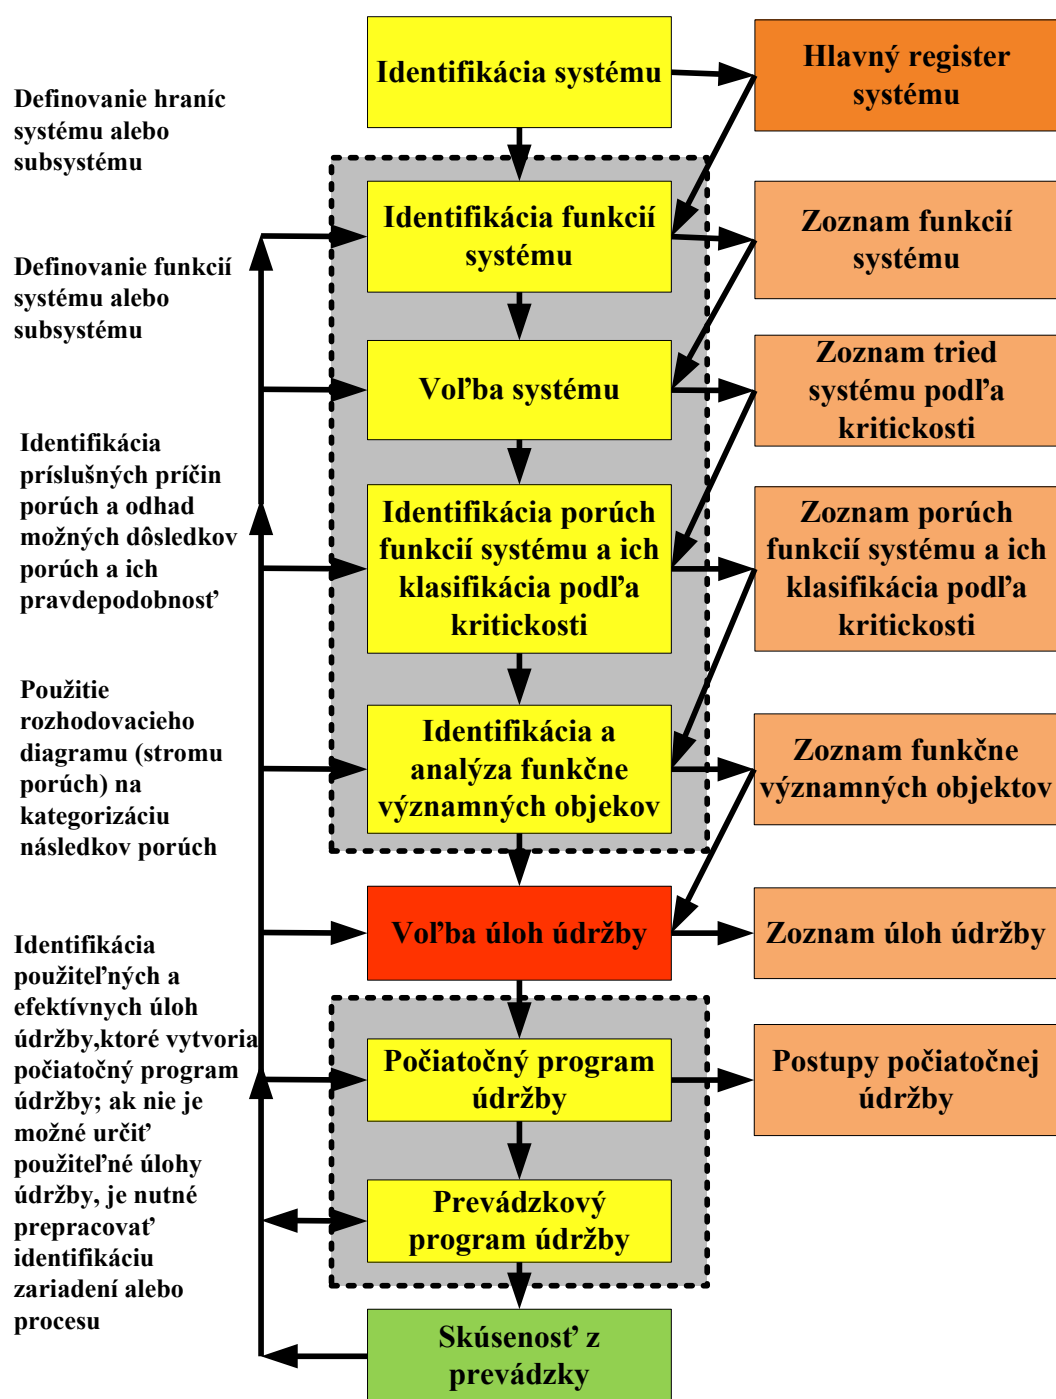 Identifikácia systému
Hlavný register
systému
Definovanie hraníc
systému alebo
subsystému
Identifikácia funkcií
systému
Zoznam funkcií
systému
Definovanie funkcií
systému alebo
subsystému
Voľba systému
Zoznam tried
systému podľa
kritickosti
Identifikácia
príslušných príčin
porúch a odhad
možných dôsledkov
porúch a ich
pravdepodobnosť
Identifikácia porúch
funkcií systému a ich
klasifikácia podľa
kritickosti
Zoznam porúch
funkcií systému a ich
klasifikácia podľa
kritickosti
Použitie
rozhodovacieho
diagramu (stromu
porúch) na
kategorizáciu
následkov porúch
Identifikácia a
analýza funkčne
významných objekov
Zoznam funkčne
významných objektov
Voľba úloh údržby
Zoznam úloh údržby
Identifikácia
použiteľných a
efektívnych úloh
údržby,ktoré vytvoria
počiatočný program
údržby; ak nie je
možné určiť
použiteľné úlohy
údržby, je nutné
prepracovať
identifikáciu
zariadení alebo
procesu
Počiatočný program
údržby
Postupy počiatočnej
údržby
Prevádzkový
program údržby
Skúsenosť z
prevádzky